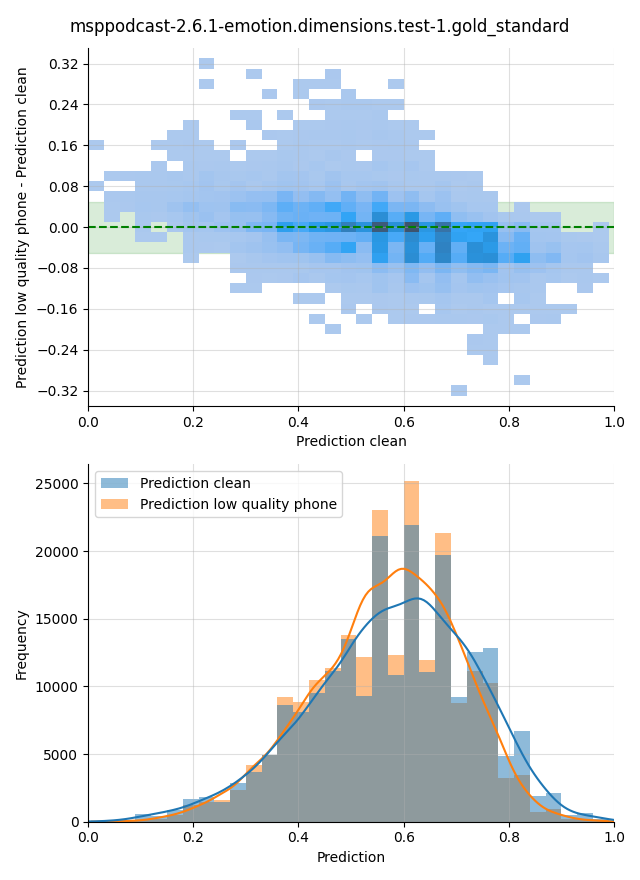 msppodcast-2.6.1-emotion.dimensions.test-1.gold_standard
Prediction low quality phone - Prediction clean
0.32
0.24
0.16
0.08
0.00
−0.08
−0.16
−0.24
−0.32
0.0 0.2 0.4 0.6 0.8 1.0
Prediction clean
Frequency
25000
20000
15000
10000
5000
0
Prediction clean
Prediction low quality phone
0.0 0.2 0.4 0.6 0.8 1.0
Prediction